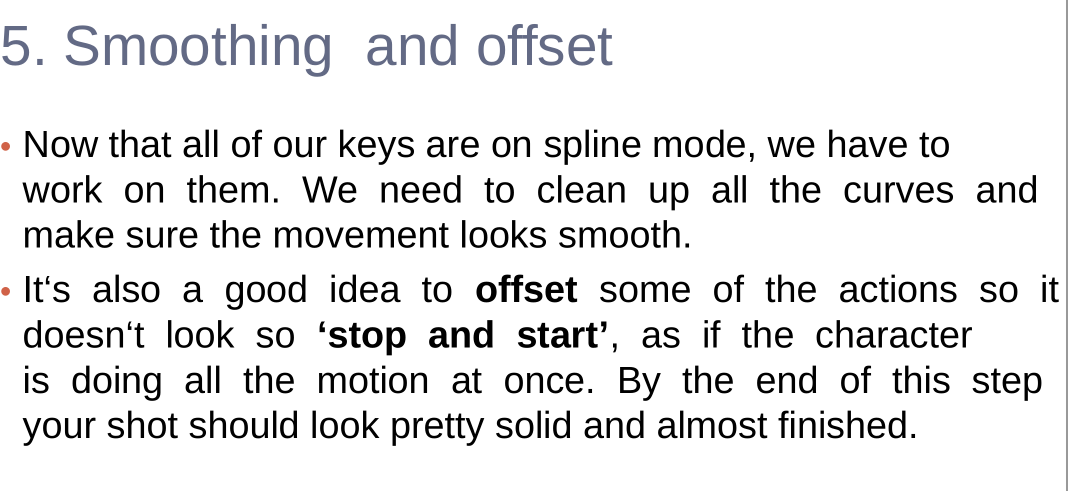 5. Smoothing  and offset
• Now that all of our keys are on spline mode, we have to
work on them. We need to clean up all the curves and
make sure the movement looks smooth.
• It‘s also a good idea to offset some of the actions so it
doesn‘t look so ‘stop and start’, as if the character
is doing all the motion at once. By the end of this step
your shot should look pretty solid and almost finished.